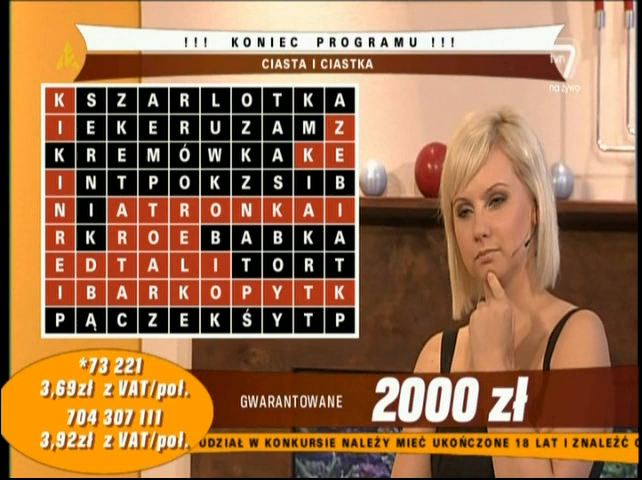 !!! KONIEC PROGRAMU !!!
CIASTA I CIASTKA
tvn 7
na żywo
K S Z A R L O T K A
I E K E R U Z A M Z
K R E M Ó W K A K E
I N T P O K Z S I B
N I A T R O N K A I
R K R O E B A B K A
E D T A L I T O R T
I B A R K O P Y T K
P Ą C Z E K Ś Y T P
*73 221
3,69zł z VAT/poł.
704 307 111
3,92zł z VAT/poł.
GWARANTOWANE 2000 zł
UDZIAŁ W KONKURSIE NALEŻY MIEĆ UKOŃCZONE 18 LAT I ZNALEŹĆ